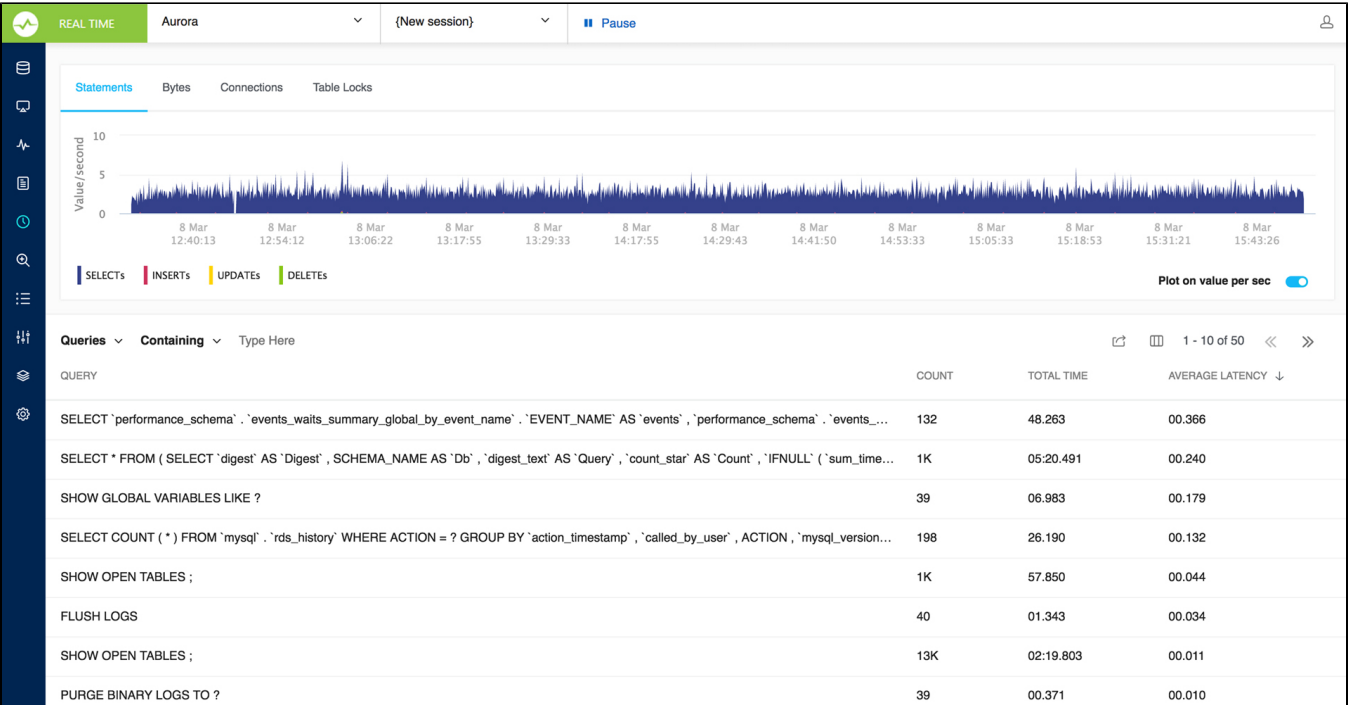 REAL TIME Aurora {New session} Pause
Statements Bytes Connections Table Locks
Value/second
10
5
0
8 Mar 8 Mar 8 Mar 8 Mar 8 Mar 8 Mar 8 Mar 8 Mar 8 Mar 8 Mar 8 Mar 8 Mar 8 Mar
12:40:13 12:54:12 13:06:22 13:17:55 13:29:33 14:17:55 14:29:43 14:41:50 14:53:33 15:05:33 15:18:53 15:31:21 15:43:26
SELECTs INSERTs UPDATEs DELETEs
Plot on value per sec
Queries Containing Type Here 1 - 10 of 50
QUERY COUNT TOTAL TIME AVERAGE LATENCY
SELECT `performance_schema` . `events_waits_summary_global_by_event_name` . `EVENT_NAME` AS `events` , `performance_schema` . `events_... 132 48.263 00.366
SELECT * FROM ( SELECT `digest` AS `Digest` , SCHEMA_NAME AS `Db` , `digest_text` AS `Query` , `count_star` AS `Count` , `IFNULL` ( `sum_time... 1K 05:20.491 00.240
SHOW GLOBAL VARIABLES LIKE ? 39 06.983 00.179
SELECT COUNT ( * ) FROM `mysql` . `rds_history` WHERE ACTION = ? GROUP BY `action_timestamp` , `called_by_user` , ACTION , `mysql_version... 198 26.190 00.132
SHOW OPEN TABLES ; 1K 57.850 00.044
FLUSH LOGS 40 01.343 00.034
SHOW OPEN TABLES ; 13K 02:19.803 00.011
PURGE BINARY LOGS TO ? 39 00.371 00.010